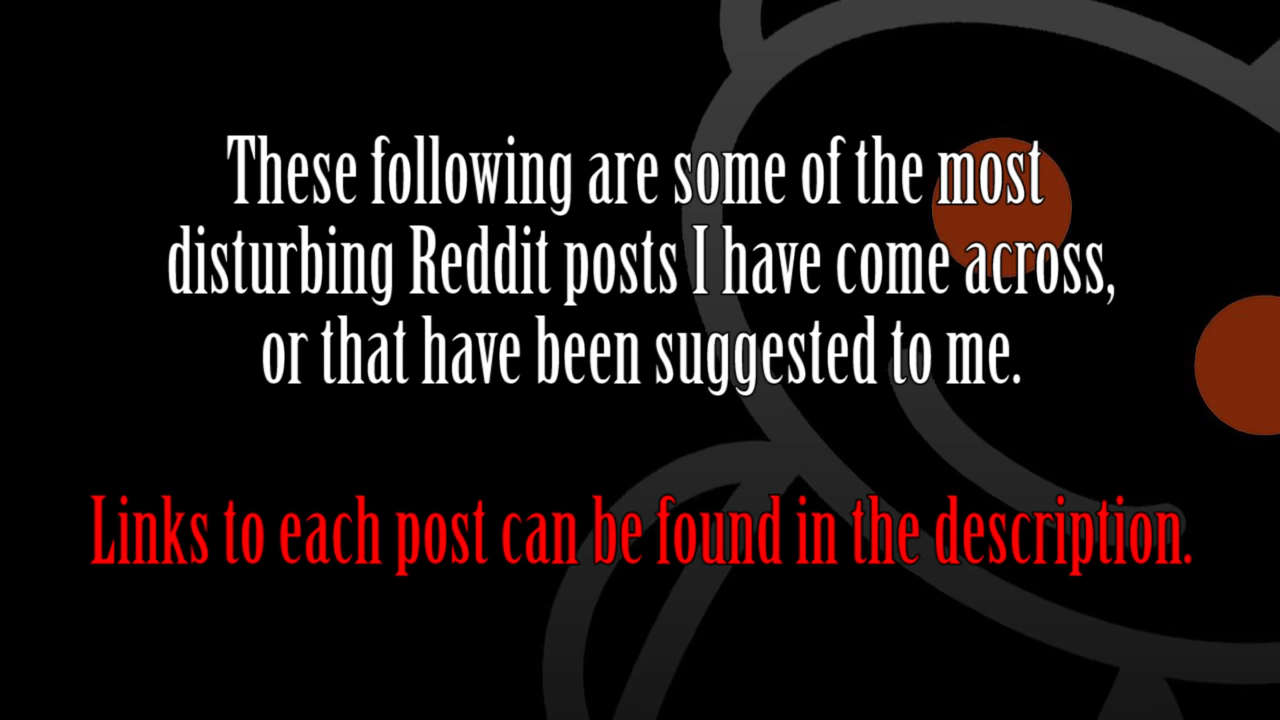 These following are some of the most
disturbing Reddit posts I have come across,
or that have been suggested to me.
Links to each post can be found in the description.